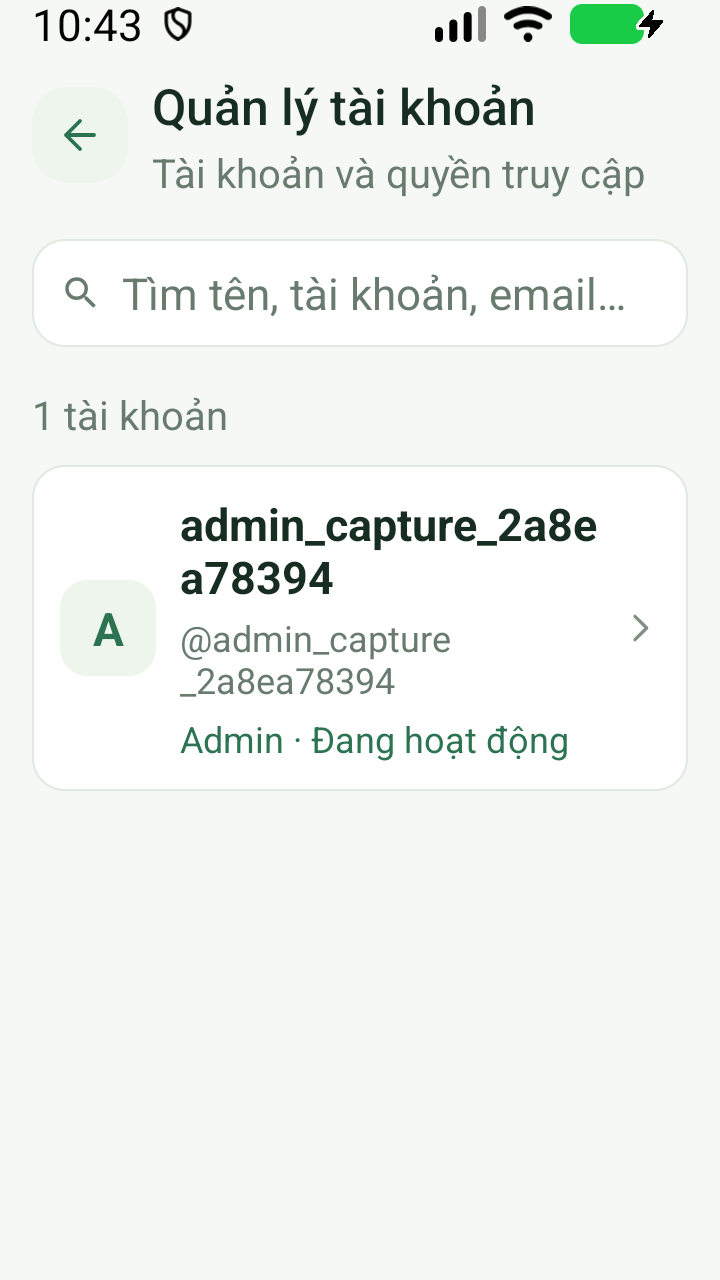 10:43
Quản lý tài khoản
Tài khoản và quyền truy cập
Tìm tên, tài khoản, email...
1 tài khoản
admin_capture_2a8e
a78394
A
@admin_capture
_2a8ea78394
Admin · Đang hoạt động